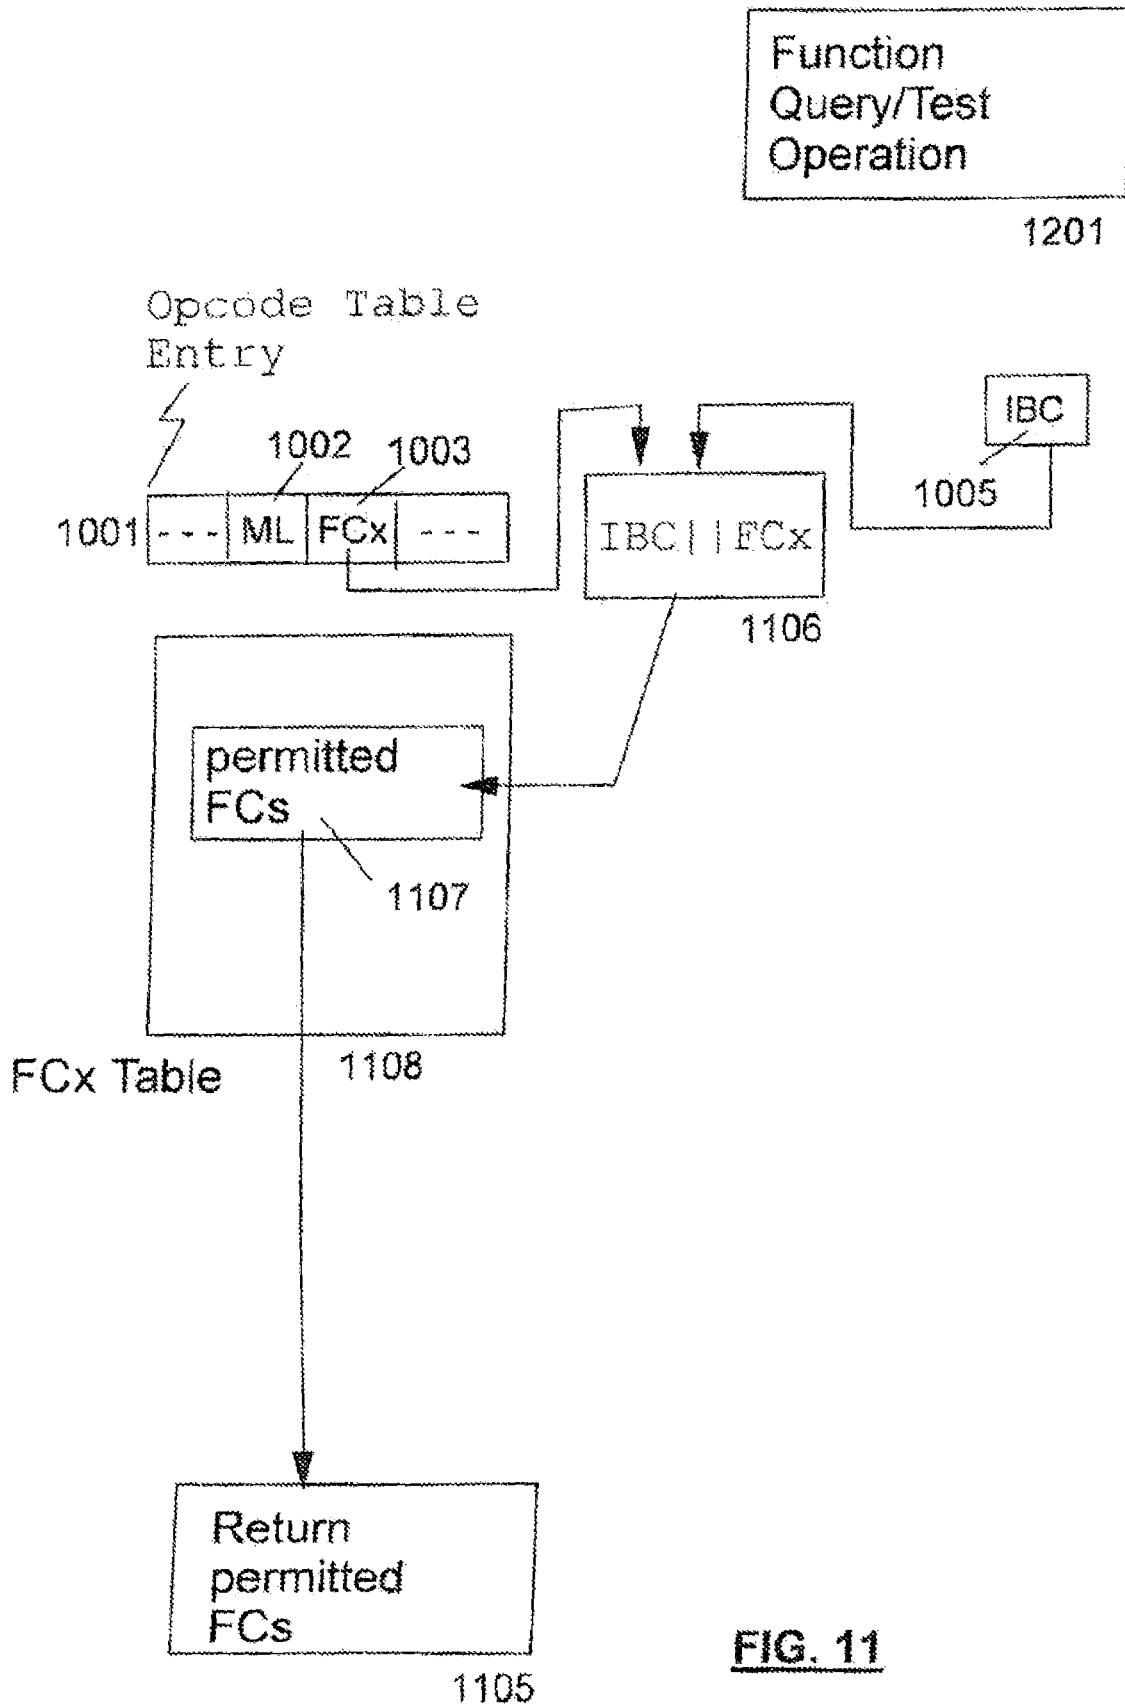 Function
Query/Test
Operation
1201
Opcode Table
Entry
1002
1003
IBC
1005
1001
--- ML FCx ---
IBC||FCx
1106
permitted
FCs
1107
1108
FCx Table
Return
permitted
FCs
1105
FIG. 11